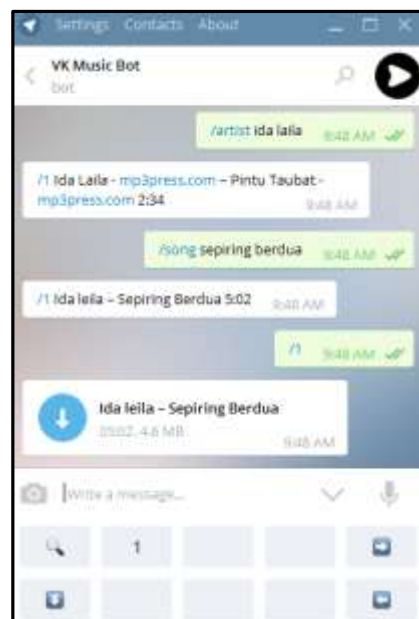 Settings Contacts About
VK Music Bot
bot
/artist ida laila 9:48 AM
/1 Ida Laila - mp3press.com – Pintu Taubat -
mp3press.com 2:34
9:48 AM
/song sepiring berdua 9:48 AM
/1 Ida leila – Sepiring Berdua 5:02 9:48 AM
/1 9:48 AM
Ida leila – Sepiring Berdua
05:02, 4.6 MB
9:48 AM
Write a message...
1